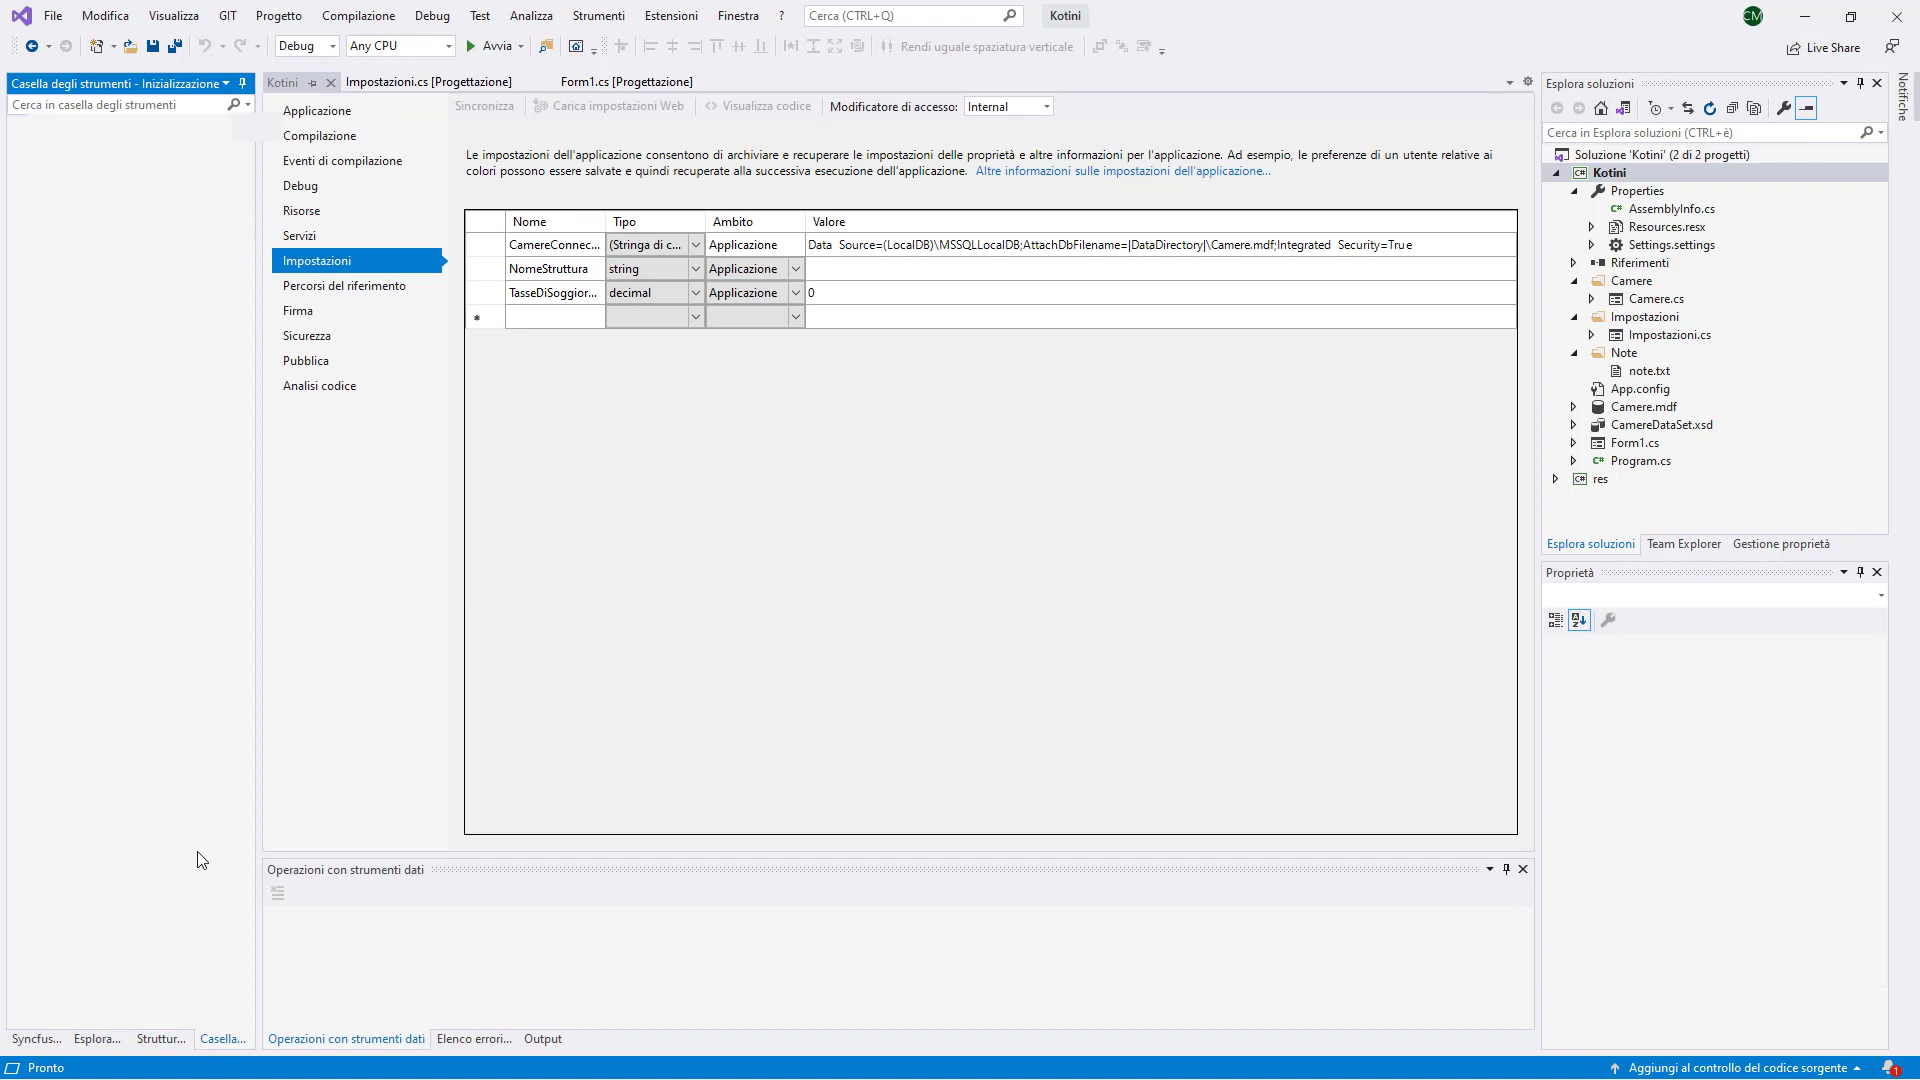 File Modifica Visualizza GIT Progetto Compilazione Debug Test Analizza Strumenti Estensioni Finestra ? Cerca (CTRL+Q) Kotini CM
Debug Any CPU Avvia Rendi uguale spaziatura verticale Live Share
Casella degli strumenti - Inizializzazione
Cerca in casella degli strumenti
Kotini Impostazioni.cs [Progettazione] Form1.cs [Progettazione]
Applicazione
Compilazione
Eventi di compilazione
Debug
Risorse
Servizi
Impostazioni
Percorsi del riferimento
Firma
Sicurezza
Pubblica
Analisi codice
Sincronizza Carica impostazioni Web Visualizza codice Modificatore di accesso: Internal
Le impostazioni dell'applicazione consentono di archiviare e recuperare le impostazioni delle proprietà e altre informazioni per l'applicazione. Ad esempio, le preferenze di un utente relative ai
colori possono essere salvate e quindi recuperate alla successiva esecuzione dell'applicazione. Altre informazioni sulle impostazioni dell'applicazione...
Nome Tipo Ambito Valore
CamereConnec... (Stringa di c... Applicazione Data Source=(LocalDB)\MSSQLLocalDB;AttachDbFilename=|DataDirectory|\Camere.mdf;Integrated Security=True
NomeStruttura string Applicazione
TasseDiSoggior... decimal Applicazione 0
*
Operazioni con strumenti dati
Syncfus... Esplora... Struttur... Casella...
Operazioni con strumenti dati Elenco errori... Output
Esplora soluzioni
Cerca in Esplora soluzioni (CTRL+è)
Soluzione 'Kotini' (2 di 2 progetti)
C# Kotini
Properties
C# AssemblyInfo.cs
Resources.resx
Settings.settings
Riferimenti
Camere
Camere.cs
Impostazioni
Impostazioni.cs
Note
note.txt
App.config
Camere.mdf
CamereDataSet.xsd
Form1.cs
C# Program.cs
C# res
Esplora soluzioni Team Explorer Gestione proprietà
Proprietà
Notifiche
Pronto Aggiungi al controllo del codice sorgente 1